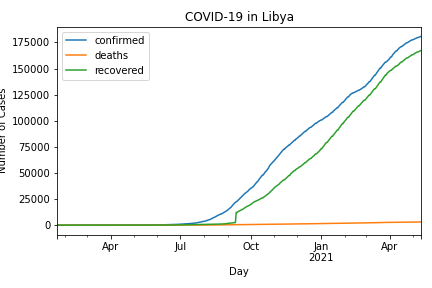 COVID-19 in Libya
confirmed
deaths
recovered
175000
150000
125000
100000
75000
50000
25000
0
Number of Cases
Apr
Jul
Oct
Jan
2021
Apr
Day